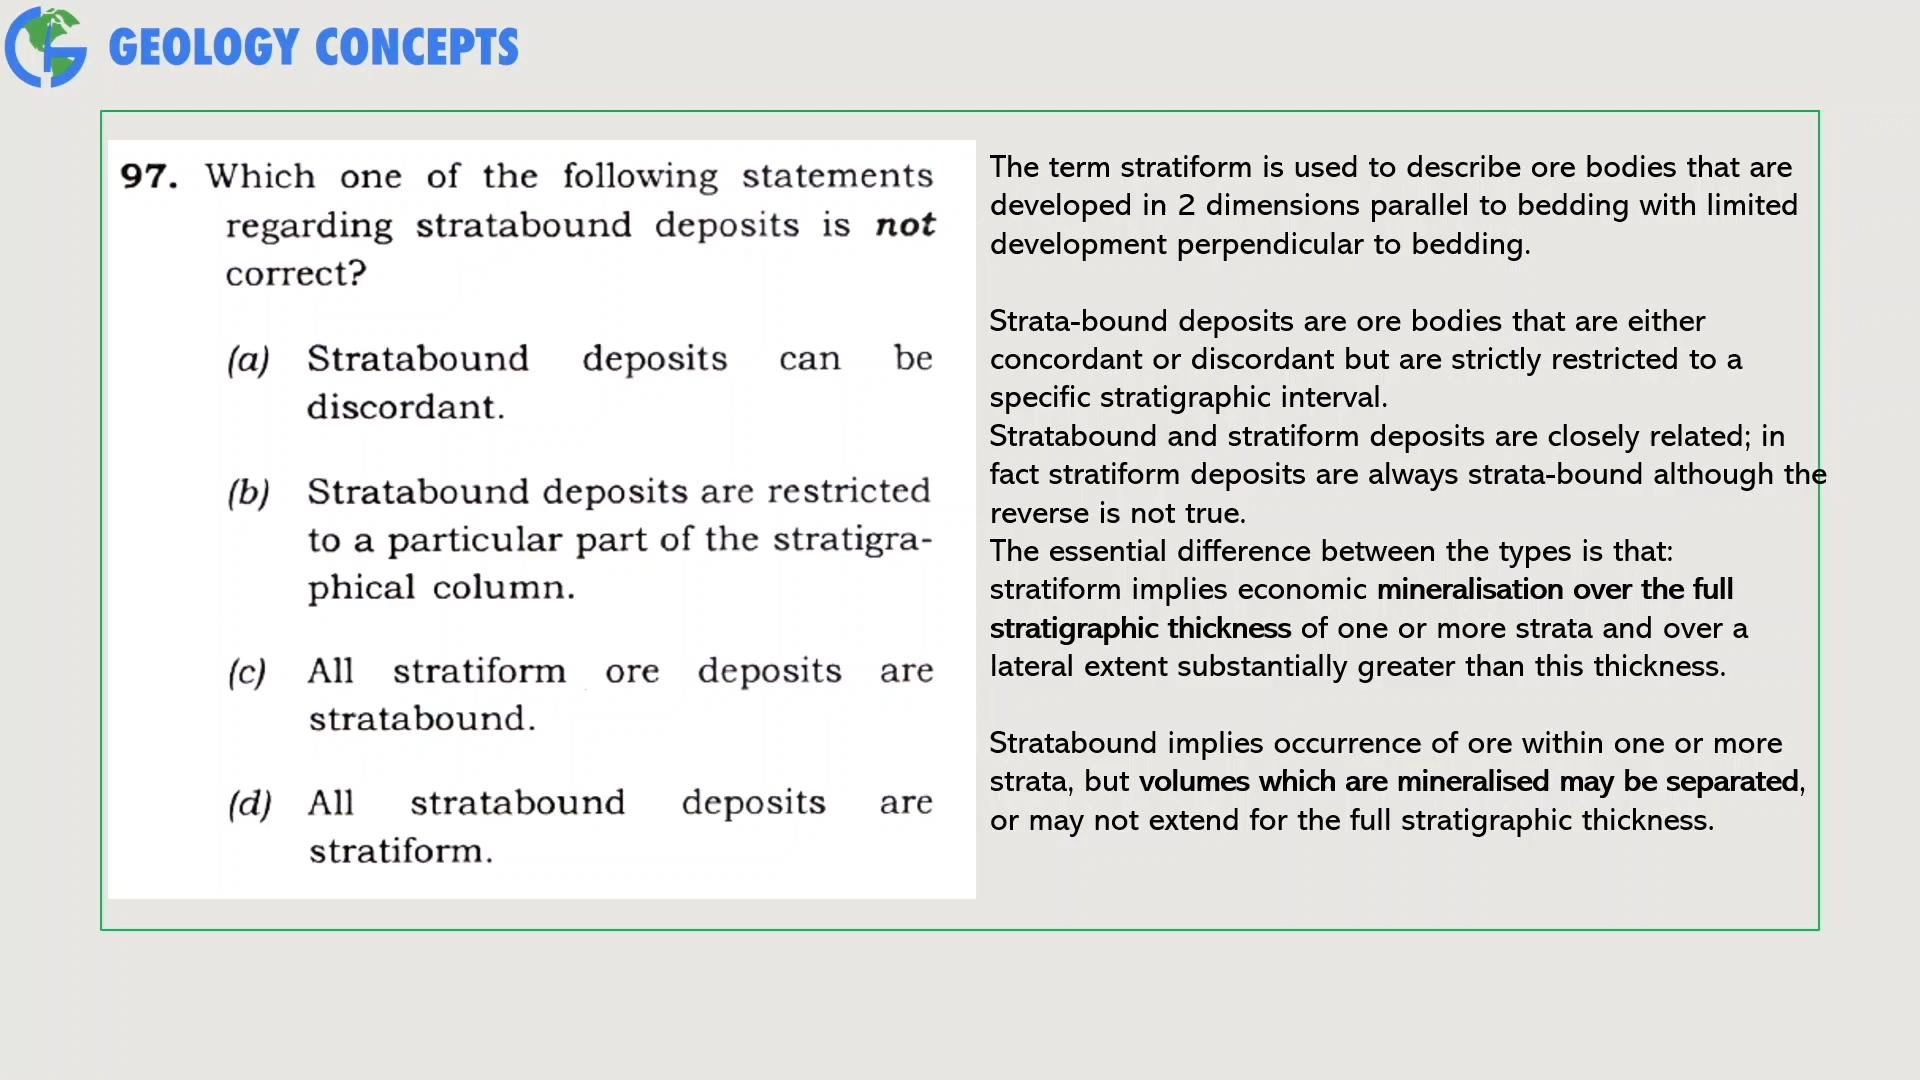 GEOLOGY CONCEPTS
97. Which one of the following statements
regarding stratabound deposits is not
correct?
(a) Stratabound deposits can be
discordant.
(b) Stratabound deposits are restricted
to a particular part of the stratigra-
phical column.
(c) All stratiform ore deposits are
stratabound.
(d) All stratabound deposits are
stratiform.
The term stratiform is used to describe ore bodies that are
developed in 2 dimensions parallel to bedding with limited
development perpendicular to bedding.
Strata-bound deposits are ore bodies that are either
concordant or discordant but are strictly restricted to a
specific stratigraphic interval.
Stratabound and stratiform deposits are closely related; in
fact stratiform deposits are always strata-bound although the
reverse is not true.
The essential difference between the types is that:
stratiform implies economic mineralisation over the full
stratigraphic thickness of one or more strata and over a
lateral extent substantially greater than this thickness.
Stratabound implies occurrence of ore within one or more
strata, but volumes which are mineralised may be separated,
or may not extend for the full stratigraphic thickness.